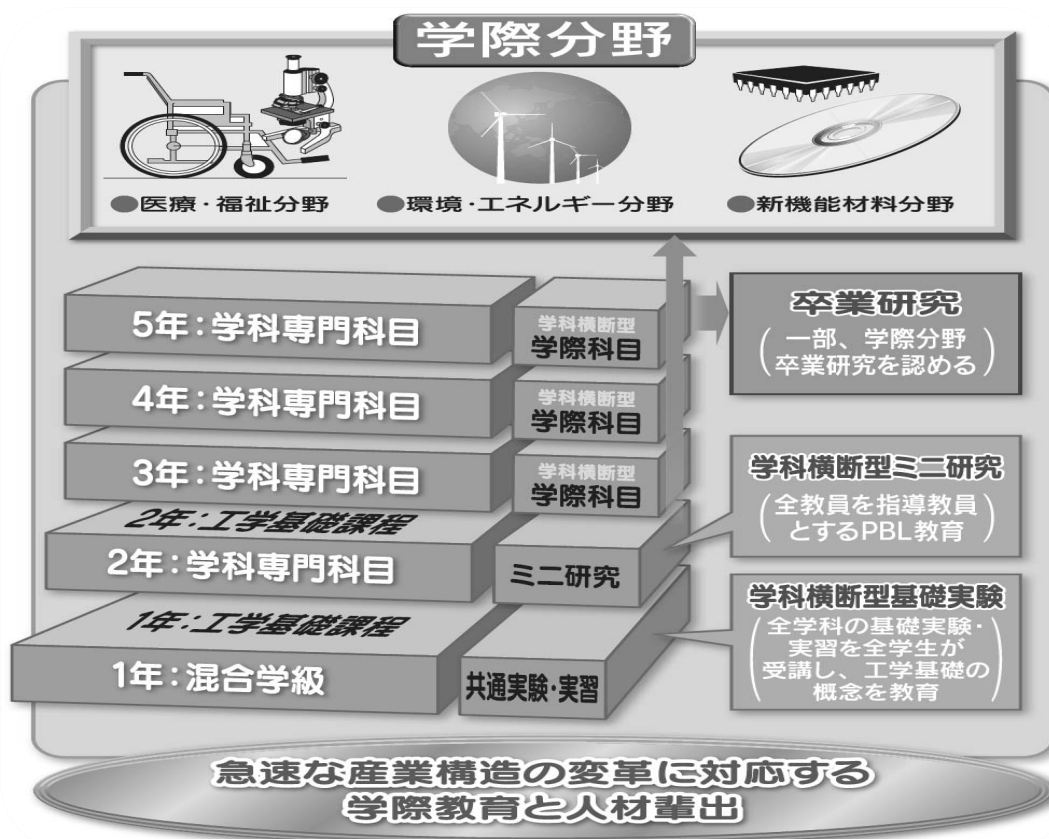 学際分野
●医療・福祉分野
●環境・エネルギー分野
●新機能材料分野
5年：学科専門科目
学科横断型
学際科目
卒業研究
（一部、学際分野
卒業研究を認める）
4年：学科専門科目
学科横断型
学際科目
3年：学科専門科目
学科横断型
学際科目
学科横断型ミニ研究
（全教員を指導教員
とするPBL教育）
2年：工学基礎課程
2年：学科専門科目
ミニ研究
学科横断型基礎実験
（全学科の基礎実験・
実習を全学生が
受講し、工学基礎の
概念を教育）
1年：工学基礎課程
1年：混合学級
共通実験・実習
急速な産業構造の変革に対応する
学際教育と人材輩出